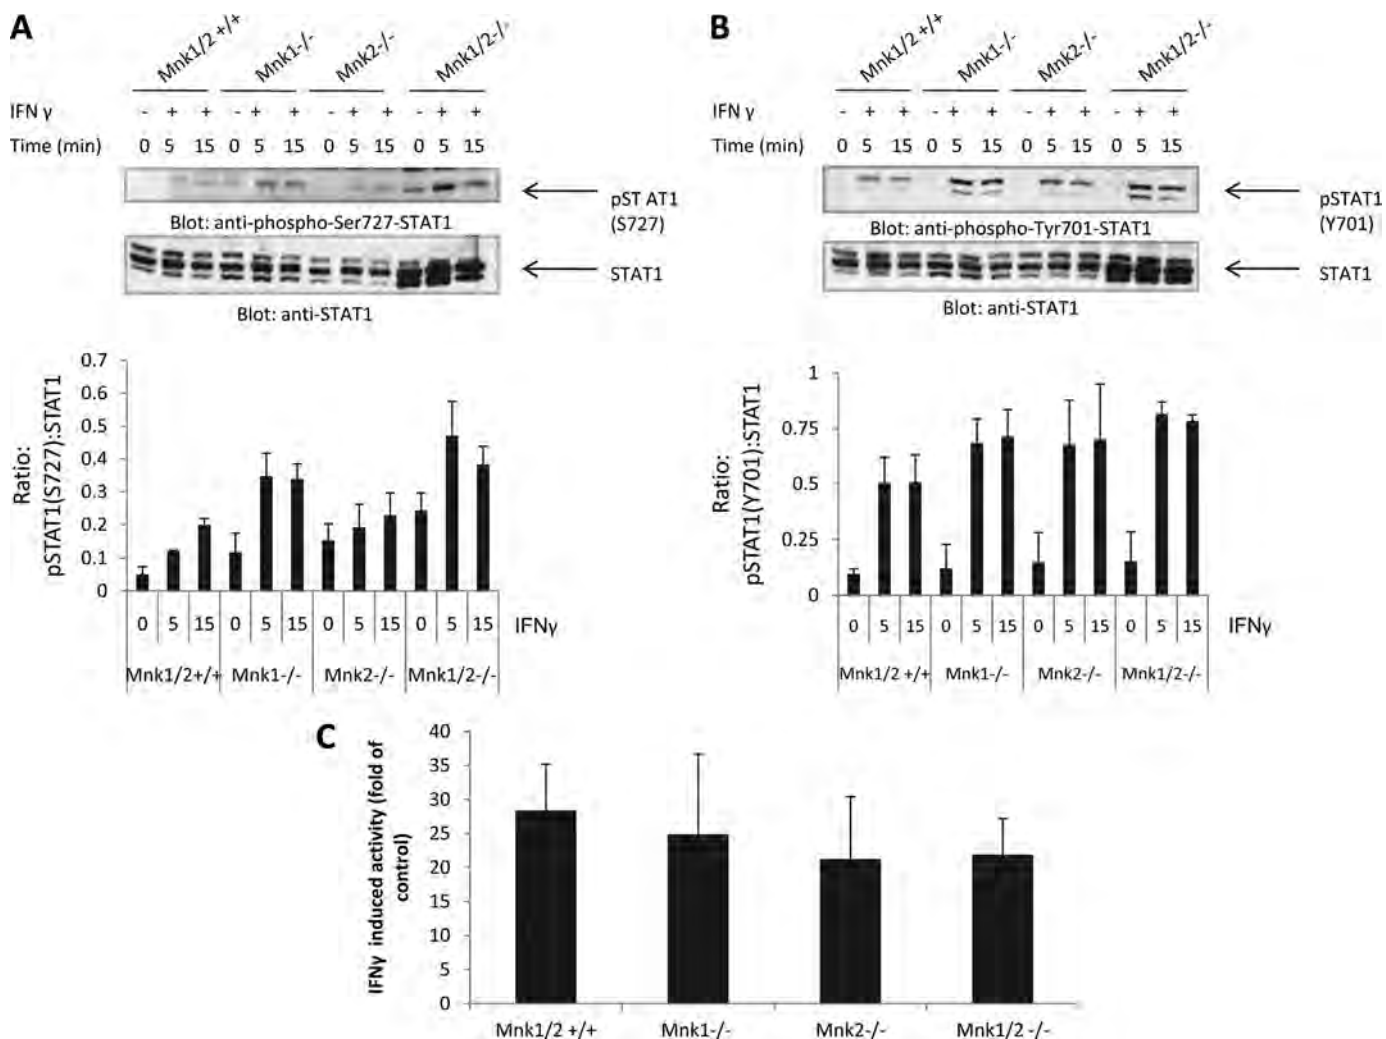 A
Mnk1/2 +/+ Mnk1-/- Mnk2-/- Mnk1/2-/-
IFN γ - + + - + + - + + - + +
Time (min) 0 5 15 0 5 15 0 5 15 0 5 15
pST AT1
(S727)
Blot: anti-phospho-Ser727-STAT1
STAT1
Blot: anti-STAT1
Ratio:
pSTAT1(S727):STAT1
0.7
0.6
0.5
0.4
0.3
0.2
0.1
0
0 5 15 0 5 15 0 5 15 0 5 15 IFNγ
Mnk1/2+/+ Mnk1-/- Mnk2-/- Mnk1/2-/-
B
Mnk1/2 +/+ Mnk1-/- Mnk2-/- Mnk1/2-/-
IFN γ - + + - + + - + + - + +
Time (min) 0 5 15 0 5 15 0 5 15 0 5 15
pSTAT1
(Y701)
Blot: anti-phospho-Tyr701-STAT1
STAT1
Blot: anti-STAT1
Ratio:
pSTAT1(Y701):STAT1
1
0.75
0.5
0.25
0
0 5 15 0 5 15 0 5 15 0 5 15 IFNγ
Mnk1/2 +/+ Mnk1-/- Mnk2-/- Mnk1/2-/-
C
IFNγ induced activity (fold of
control)
40
35
30
25
20
15
10
5
0
Mnk1/2 +/+ Mnk1-/- Mnk2-/- Mnk1/2 -/-